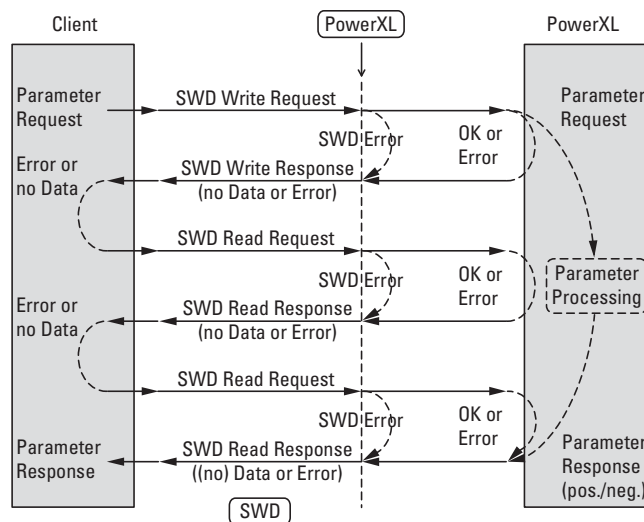 Client
PowerXL
PowerXL
Parameter
Request
SWD Write Request
Parameter
Request
SWD Error
OK or
Error
Error or
no Data
SWD Write Response
(no Data or Error)
SWD Read Request
SWD Error
OK or
Error
Parameter
Processing
Error or
no Data
SWD Read Response
(no Data or Error)
SWD Read Request
SWD Error
OK or
Error
Parameter
Response
SWD Read Response
((no) Data or Error)
Parameter
Response
(pos./neg.)
SWD